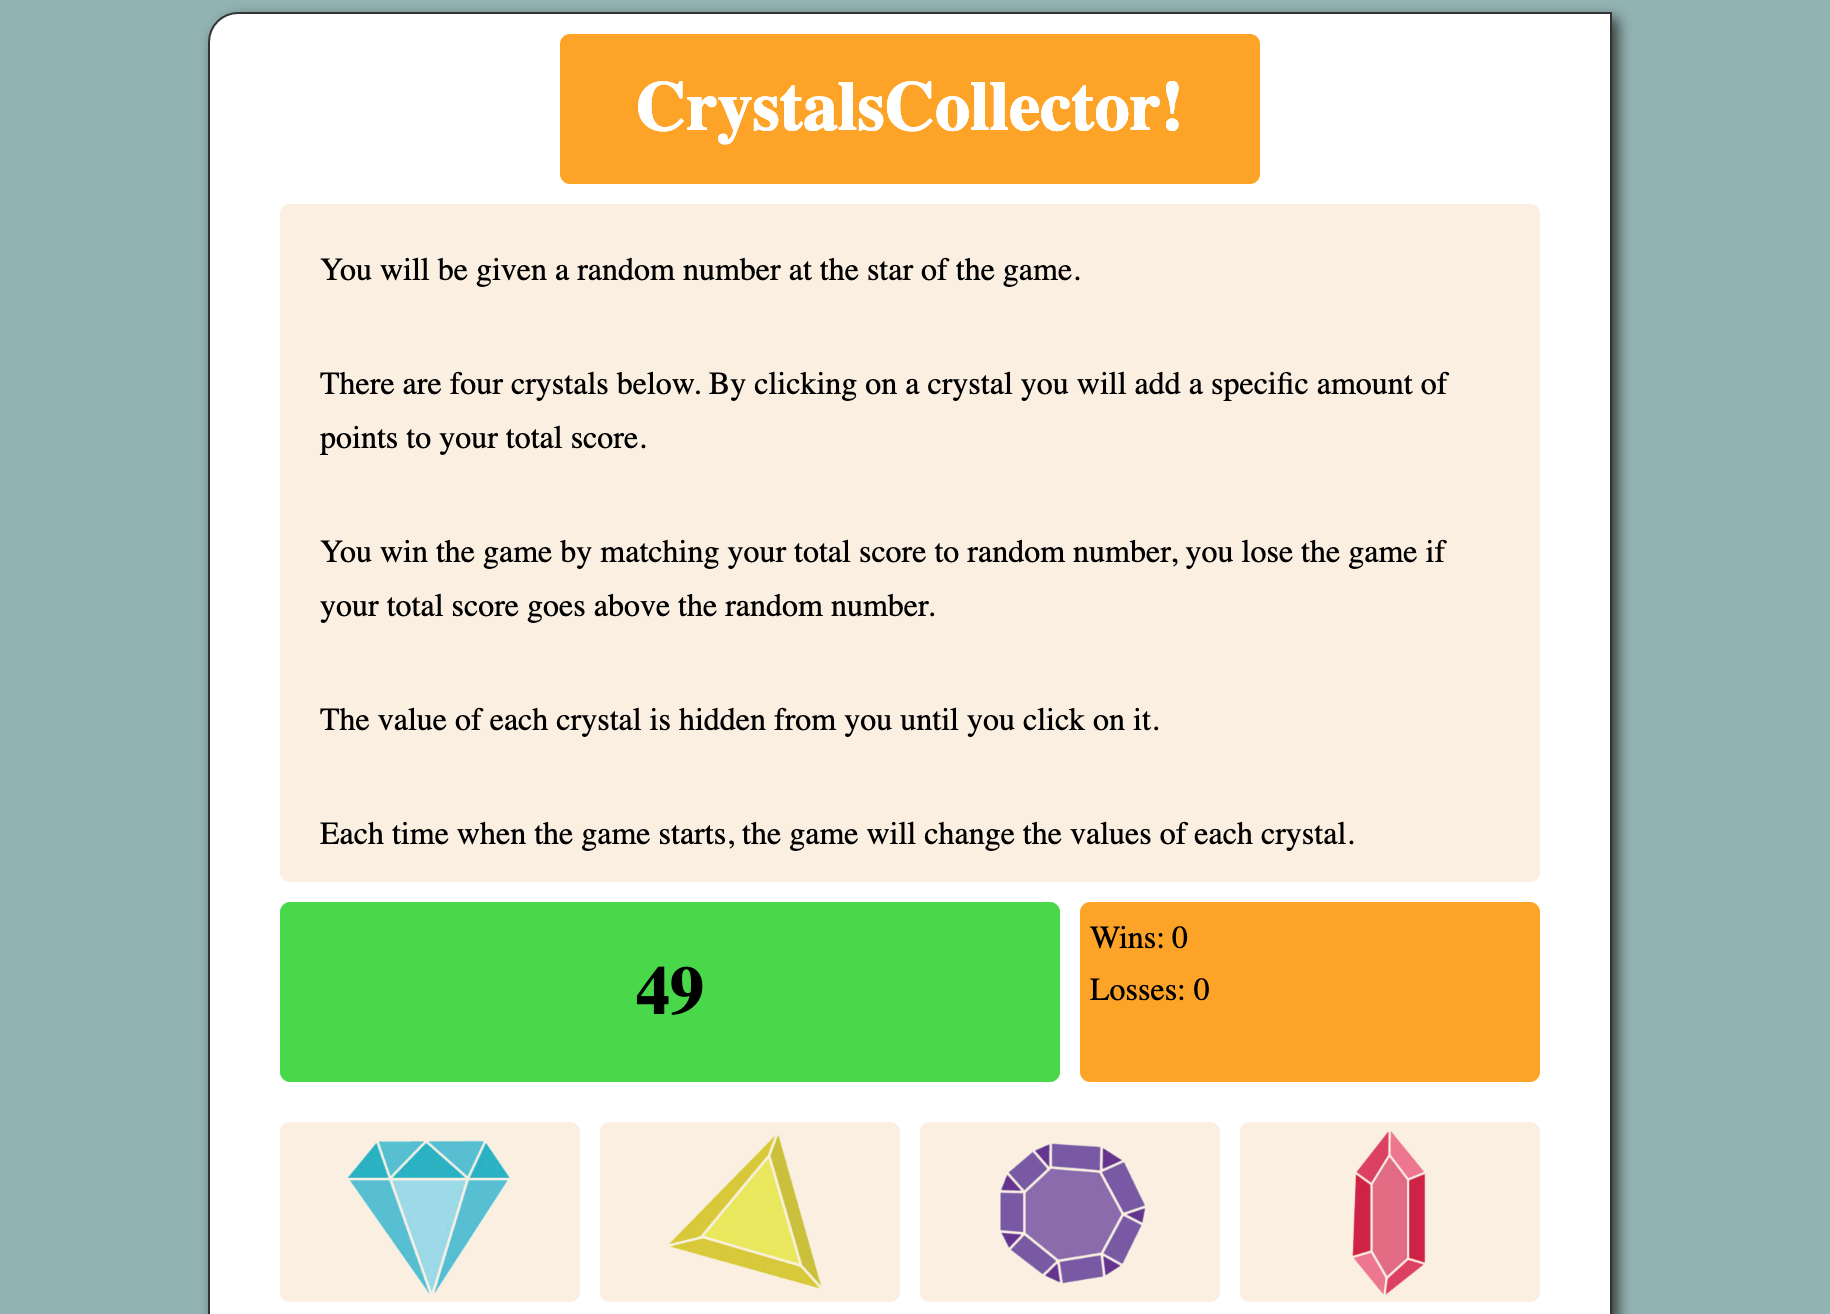 CrystalsCollector!
You will be given a random number at the star of the game.
There are four crystals below. By clicking on a crystal you will add a specific amount of
points to your total score.
You win the game by matching your total score to random number, you lose the game if
your total score goes above the random number.
The value of each crystal is hidden from you until you click on it.
Each time when the game starts, the game will change the values of each crystal.
49
Wins: 0
Losses: 0